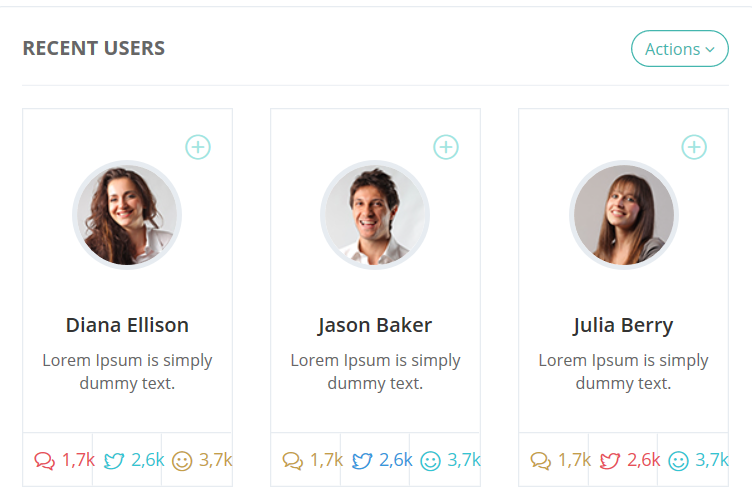 RECENT USERS
Actions
Diana Ellison
Lorem Ipsum is simply
dummy text.
1,7k 2,6k 3,7k
Jason Baker
Lorem Ipsum is simply
dummy text.
1,7k 2,6k 3,7k
Julia Berry
Lorem Ipsum is simply
dummy text.
1,7k 2,6k 3,7k